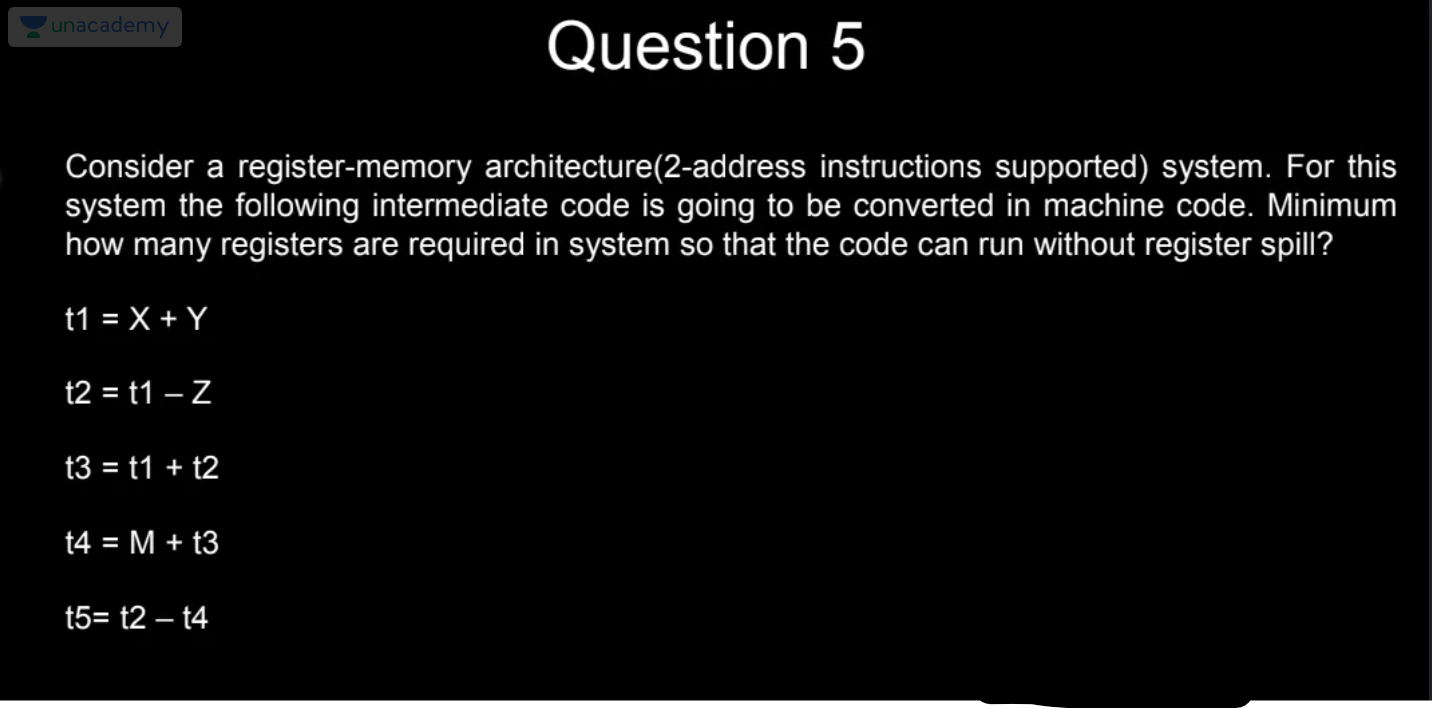 unacademy
Question 5
Consider a register-memory architecture(2-address instructions supported) system. For this
system the following intermediate code is going to be converted in machine code. Minimum
how many registers are required in system so that the code can run without register spill?
t1 = X + Y
t2 = t1 – Z
t3 = t1 + t2
t4 = M + t3
t5= t2 – t4